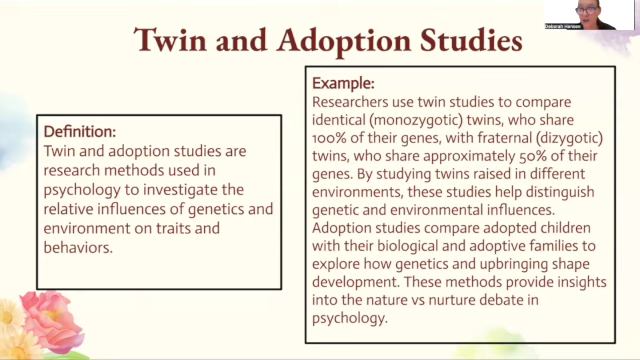 Deborah Hansen
Twin and Adoption Studies
Definition:
Twin and adoption studies are
research methods used in
psychology to investigate the
relative influences of genetics and
environment on traits and
behaviors.
Example:
Researchers use twin studies to compare
identical (monozygotic) twins, who share
100% of their genes, with fraternal (dizygotic)
twins, who share approximately 50% of their
genes. By studying twins raised in different
environments, these studies help distinguish
genetic and environmental influences.
Adoption studies compare adopted children
with their biological and adoptive families to
explore how genetics and upbringing shape
development. These methods provide insights
into the nature vs nurture debate in
psychology.